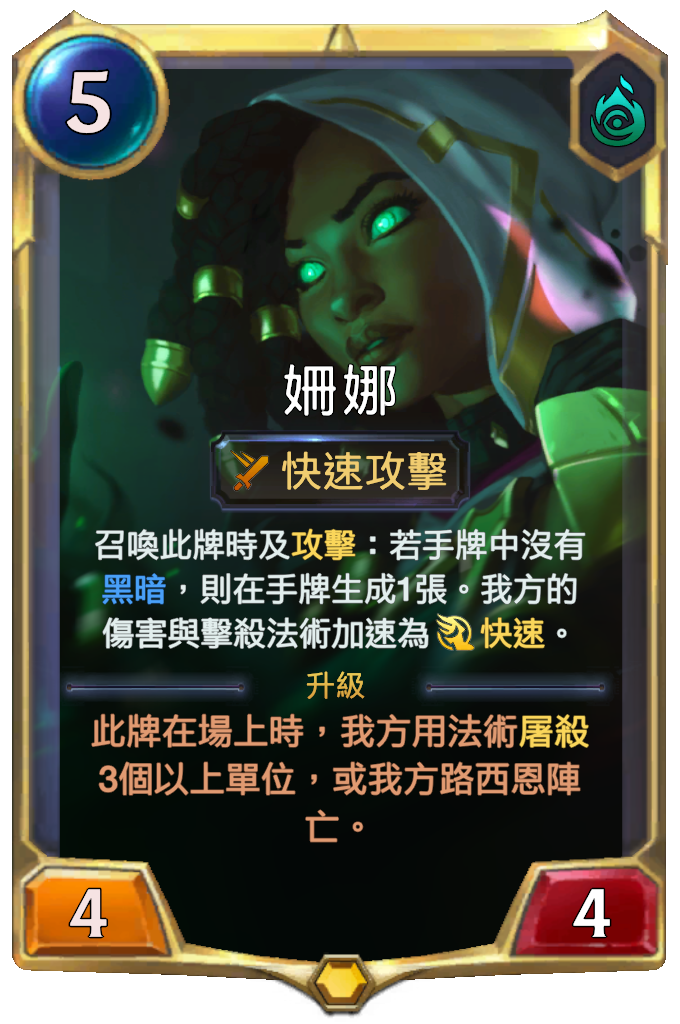 5
姍娜
快速攻擊
召喚此牌時及攻擊：若手牌中沒有
黑暗，則在手牌生成1張。我方的
傷害與擊殺法術加速為 快速。
升級
此牌在場上時，我方用法術屠殺
3個以上單位，或我方路西恩陣
亡。
4
4